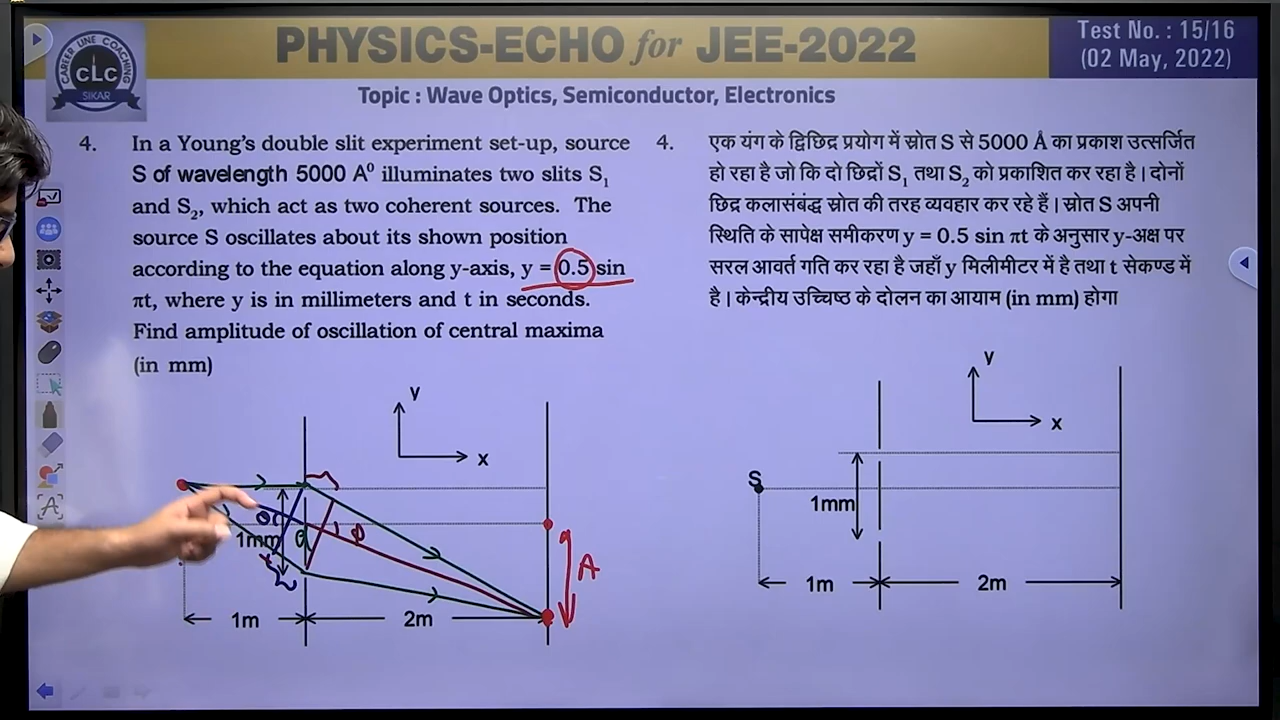 PHYSICS-ECHO for JEE-2022
Test No. : 15/16
(02 May, 2022)
CAREER LINE COACHING
CLC
SIKAR
Topic : Wave Optics, Semiconductor, Electronics
4. In a Young's double slit experiment set-up, source
S of wavelength 5000 A⁰ illuminates two slits S₁
and S₂, which act as two coherent sources. The
source S oscillates about its shown position
according to the equation along y-axis, y = 0.5 sin
πt, where y is in millimeters and t in seconds.
Find amplitude of oscillation of central maxima
(in mm)
y
x
1mm
θ
A
1m
2m
4. एक यंग के द्विछिद्र प्रयोग में स्रोत S से 5000 Å का प्रकाश उत्सर्जित
हो रहा है जो कि दो छिद्रों S₁ तथा S₂ को प्रकाशित कर रहा है। दोनों
छिद्र कलासंबंद्ध स्रोत की तरह व्यवहार कर रहे हैं। स्रोत S अपनी
स्थिति के सापेक्ष समीकरण y = 0.5 sin πt के अनुसार y-अक्ष पर
सरल आवर्त गति कर रहा है जहाँ y मिलीमीटर में है तथा t सेकण्ड में
है। केन्द्रीय उच्चिष्ठ के दोलन का आयाम (in mm) होगा
y
x
S
1mm
1m
2m